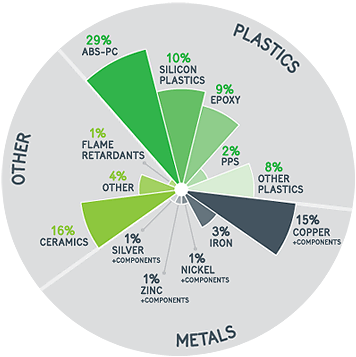 PLASTICS
29%
ABS-PC
10%
SILICON
PLASTICS
9%
EPOXY
2%
PPS
8%
OTHER
PLASTICS
METALS
15%
COPPER
+COMPONENTS
3%
IRON
1%
NICKEL
+COMPONENTS
1%
ZINC
+COMPONENTS
1%
SILVER
+COMPONENTS
OTHER
16%
CERAMICS
4%
OTHER
1%
FLAME
RETARDANTS